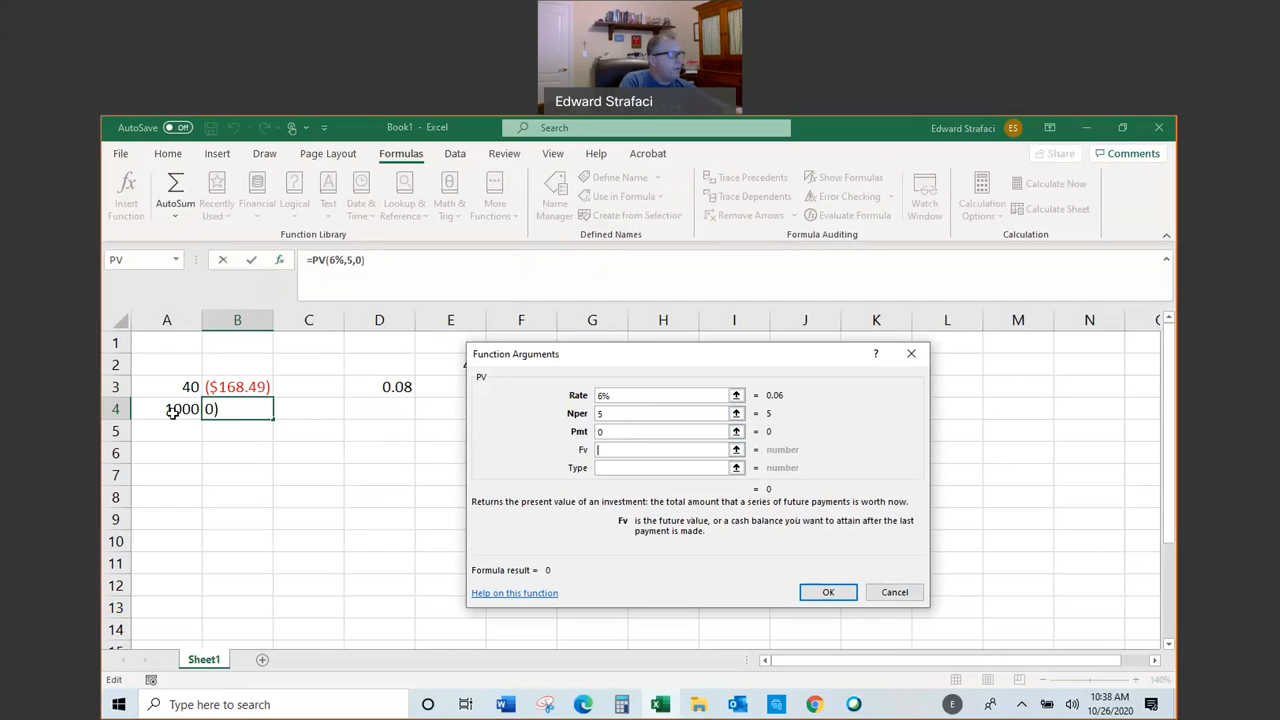 Edward Strafaci
AutoSave Off Book1 - Excel Search Edward Strafaci ES
File Home Insert Draw Page Layout Formulas Data Review View Help Acrobat Share Comments
Insert Function
AutoSum
Recently Used
Financial
Logical
Text
Date & Time
Lookup & Reference
Math & Trig
More Functions
Function Library
Name Manager
Define Name
Use in Formula
Create from Selection
Defined Names
Trace Precedents
Trace Dependents
Remove Arrows
Show Formulas
Error Checking
Evaluate Formula
Watch Window
Formula Auditing
Calculation Options
Calculate Now
Calculate Sheet
Calculation
PV =PV(6%,5,0)
A B C D E F G H I J K L M N
1
2
3 40 ($168.49) 0.08
4 1000 0)
5
6
7
8
9
10
11
12
13
14
Function Arguments ?
PV
Rate 6% = 0.06
Nper 5 = 5
Pmt 0 = 0
Fv = number
Type = number
= 0
Returns the present value of an investment: the total amount that a series of future payments is worth now.
Fv is the future value, or a cash balance you want to attain after the last
payment is made.
Formula result = 0
Help on this function OK Cancel
Sheet1
Edit 140%
Type here to search E 10:38 AM
10/26/2020